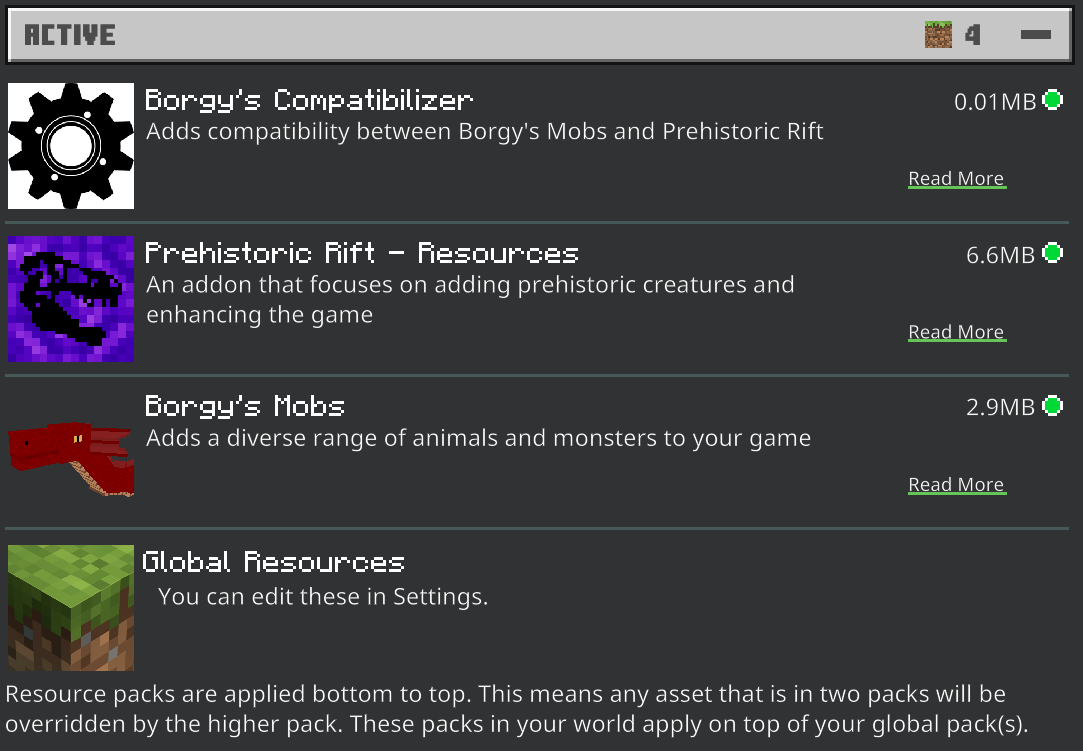 ACTIVE 4
Borgy's Compatibilizer 0.01MB
Adds compatibility between Borgy's Mobs and Prehistoric Rift
Read More
Prehistoric Rift - Resources 6.6MB
An addon that focuses on adding prehistoric creatures and
enhancing the game
Read More
Borgy's Mobs 2.9MB
Adds a diverse range of animals and monsters to your game
Read More
Global Resources
You can edit these in Settings.
Resource packs are applied bottom to top. This means any asset that is in two packs will be
overridden by the higher pack. These packs in your world apply on top of your global pack(s).